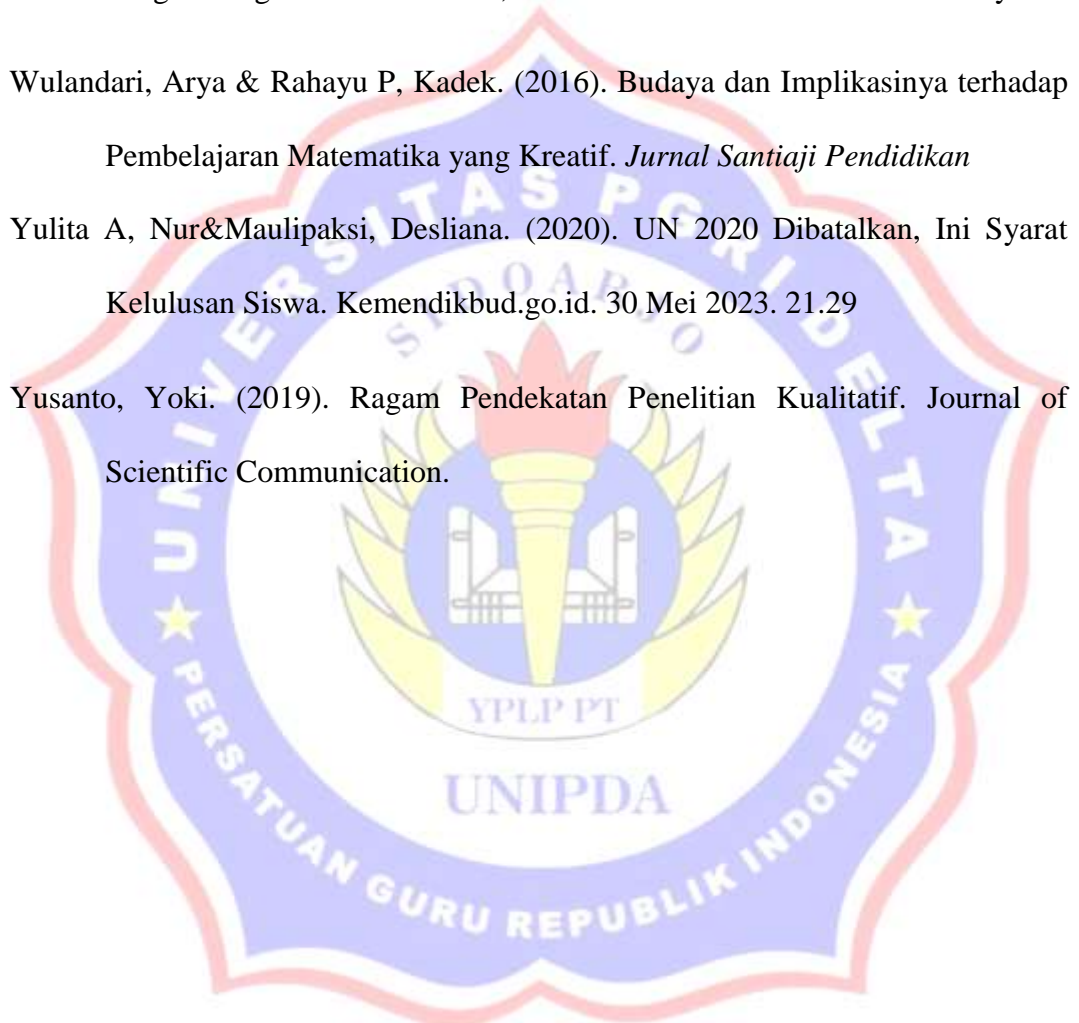 Wulandari, Arya & Rahayu P, Kadek. (2016). Budaya dan Implikasinya terhadap
Pembelajaran Matematika yang Kreatif. Jurnal Santiaji Pendidikan
Yulita A, Nur&Maulipaksi, Desliana. (2020). UN 2020 Dibatalkan, Ini Syarat
Kelulusan Siswa. Kemendikbud.go.id. 30 Mei 2023. 21.29
Yusanto, Yoki. (2019). Ragam Pendekatan Penelitian Kualitatif. Journal of
Scientific Communication.
UNIVERSITAS PGRI DELTA
SIDOARJO
YPLP PT
UNIPDA
PERSATUAN GURU REPUBLIK INDONESIA